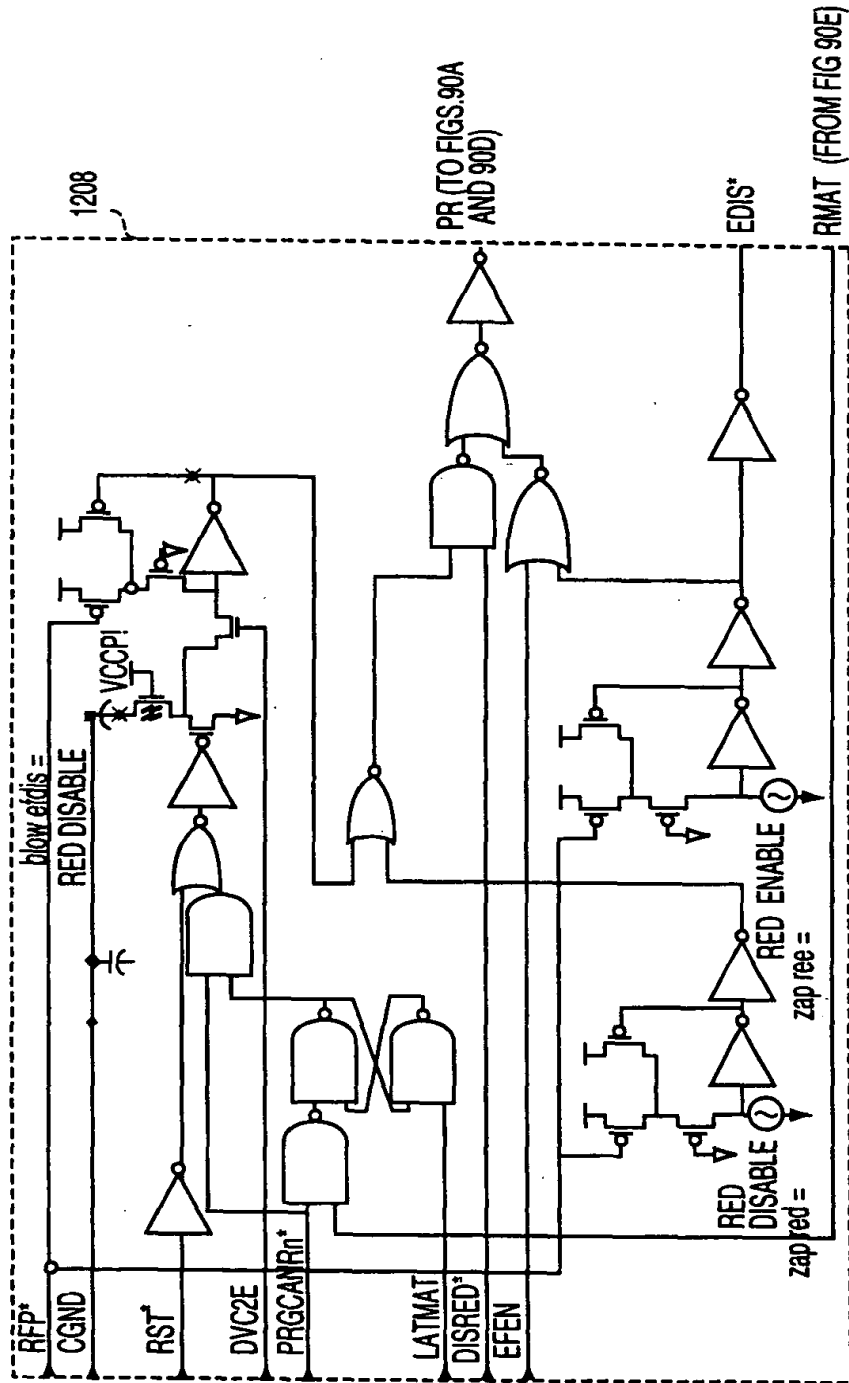 1208
RFP*
CGND
RST*
DVC2E
PRGCANRn*
LATMAT
DISRED*
EFEN
blow efdis =
RED DISABLE
VCCP!
PR (TO FIGS.90A
AND 90D)
EDIS*
RMAT (FROM FIG 90E)
RED
DISABLE
zap red =
RED ENABLE
zap ree =